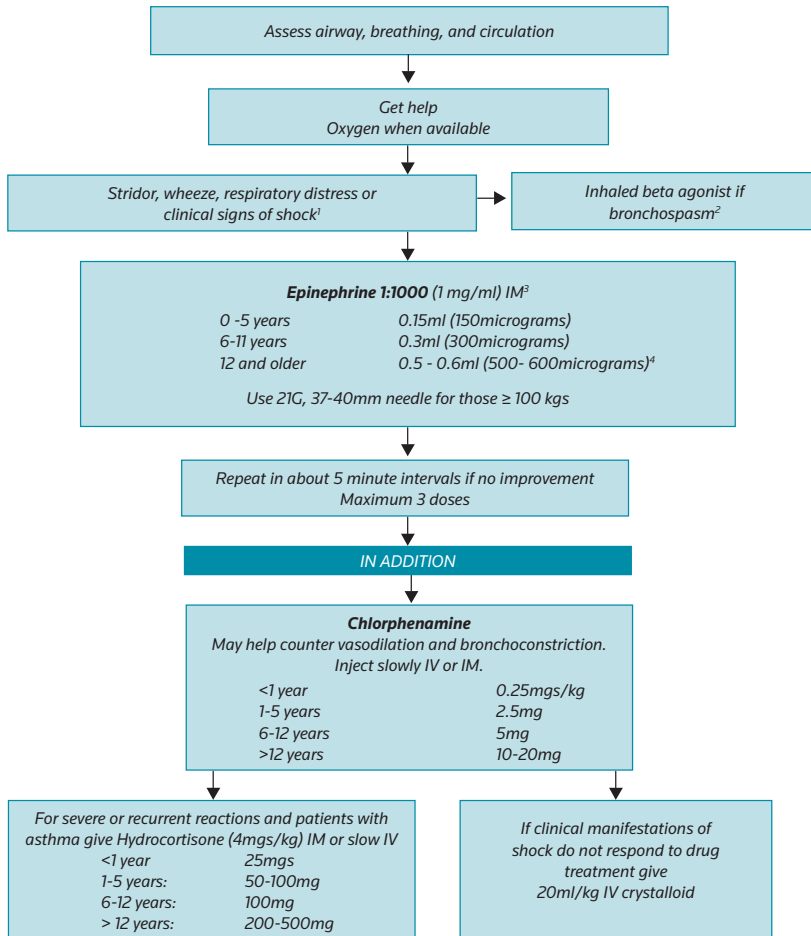 Assess airway, breathing, and circulation
Get help
Oxygen when available
Stridor, wheeze, respiratory distress or
clinical signs of shock¹
Inhaled beta agonist if
bronchospasm²
Epinephrine 1:1000 (1 mg/ml) IM³
0 -5 years 0.15ml (150micrograms)
6-11 years 0.3ml (300micrograms)
12 and older 0.5 - 0.6ml (500- 600micrograms)⁴
Use 21G, 37-40mm needle for those ≥ 100 kgs
Repeat in about 5 minute intervals if no improvement
Maximum 3 doses
IN ADDITION
Chlorphenamine
May help counter vasodilation and bronchoconstriction.
Inject slowly IV or IM.
<1 year 0.25mgs/kg
1-5 years 2.5mg
6-12 years 5mg
>12 years 10-20mg
For severe or recurrent reactions and patients with
asthma give Hydrocortisone (4mgs/kg) IM or slow IV
<1 year 25mgs
1-5 years: 50-100mg
6-12 years: 100mg
> 12 years: 200-500mg
If clinical manifestations of
shock do not respond to drug
treatment give
20ml/kg IV crystalloid